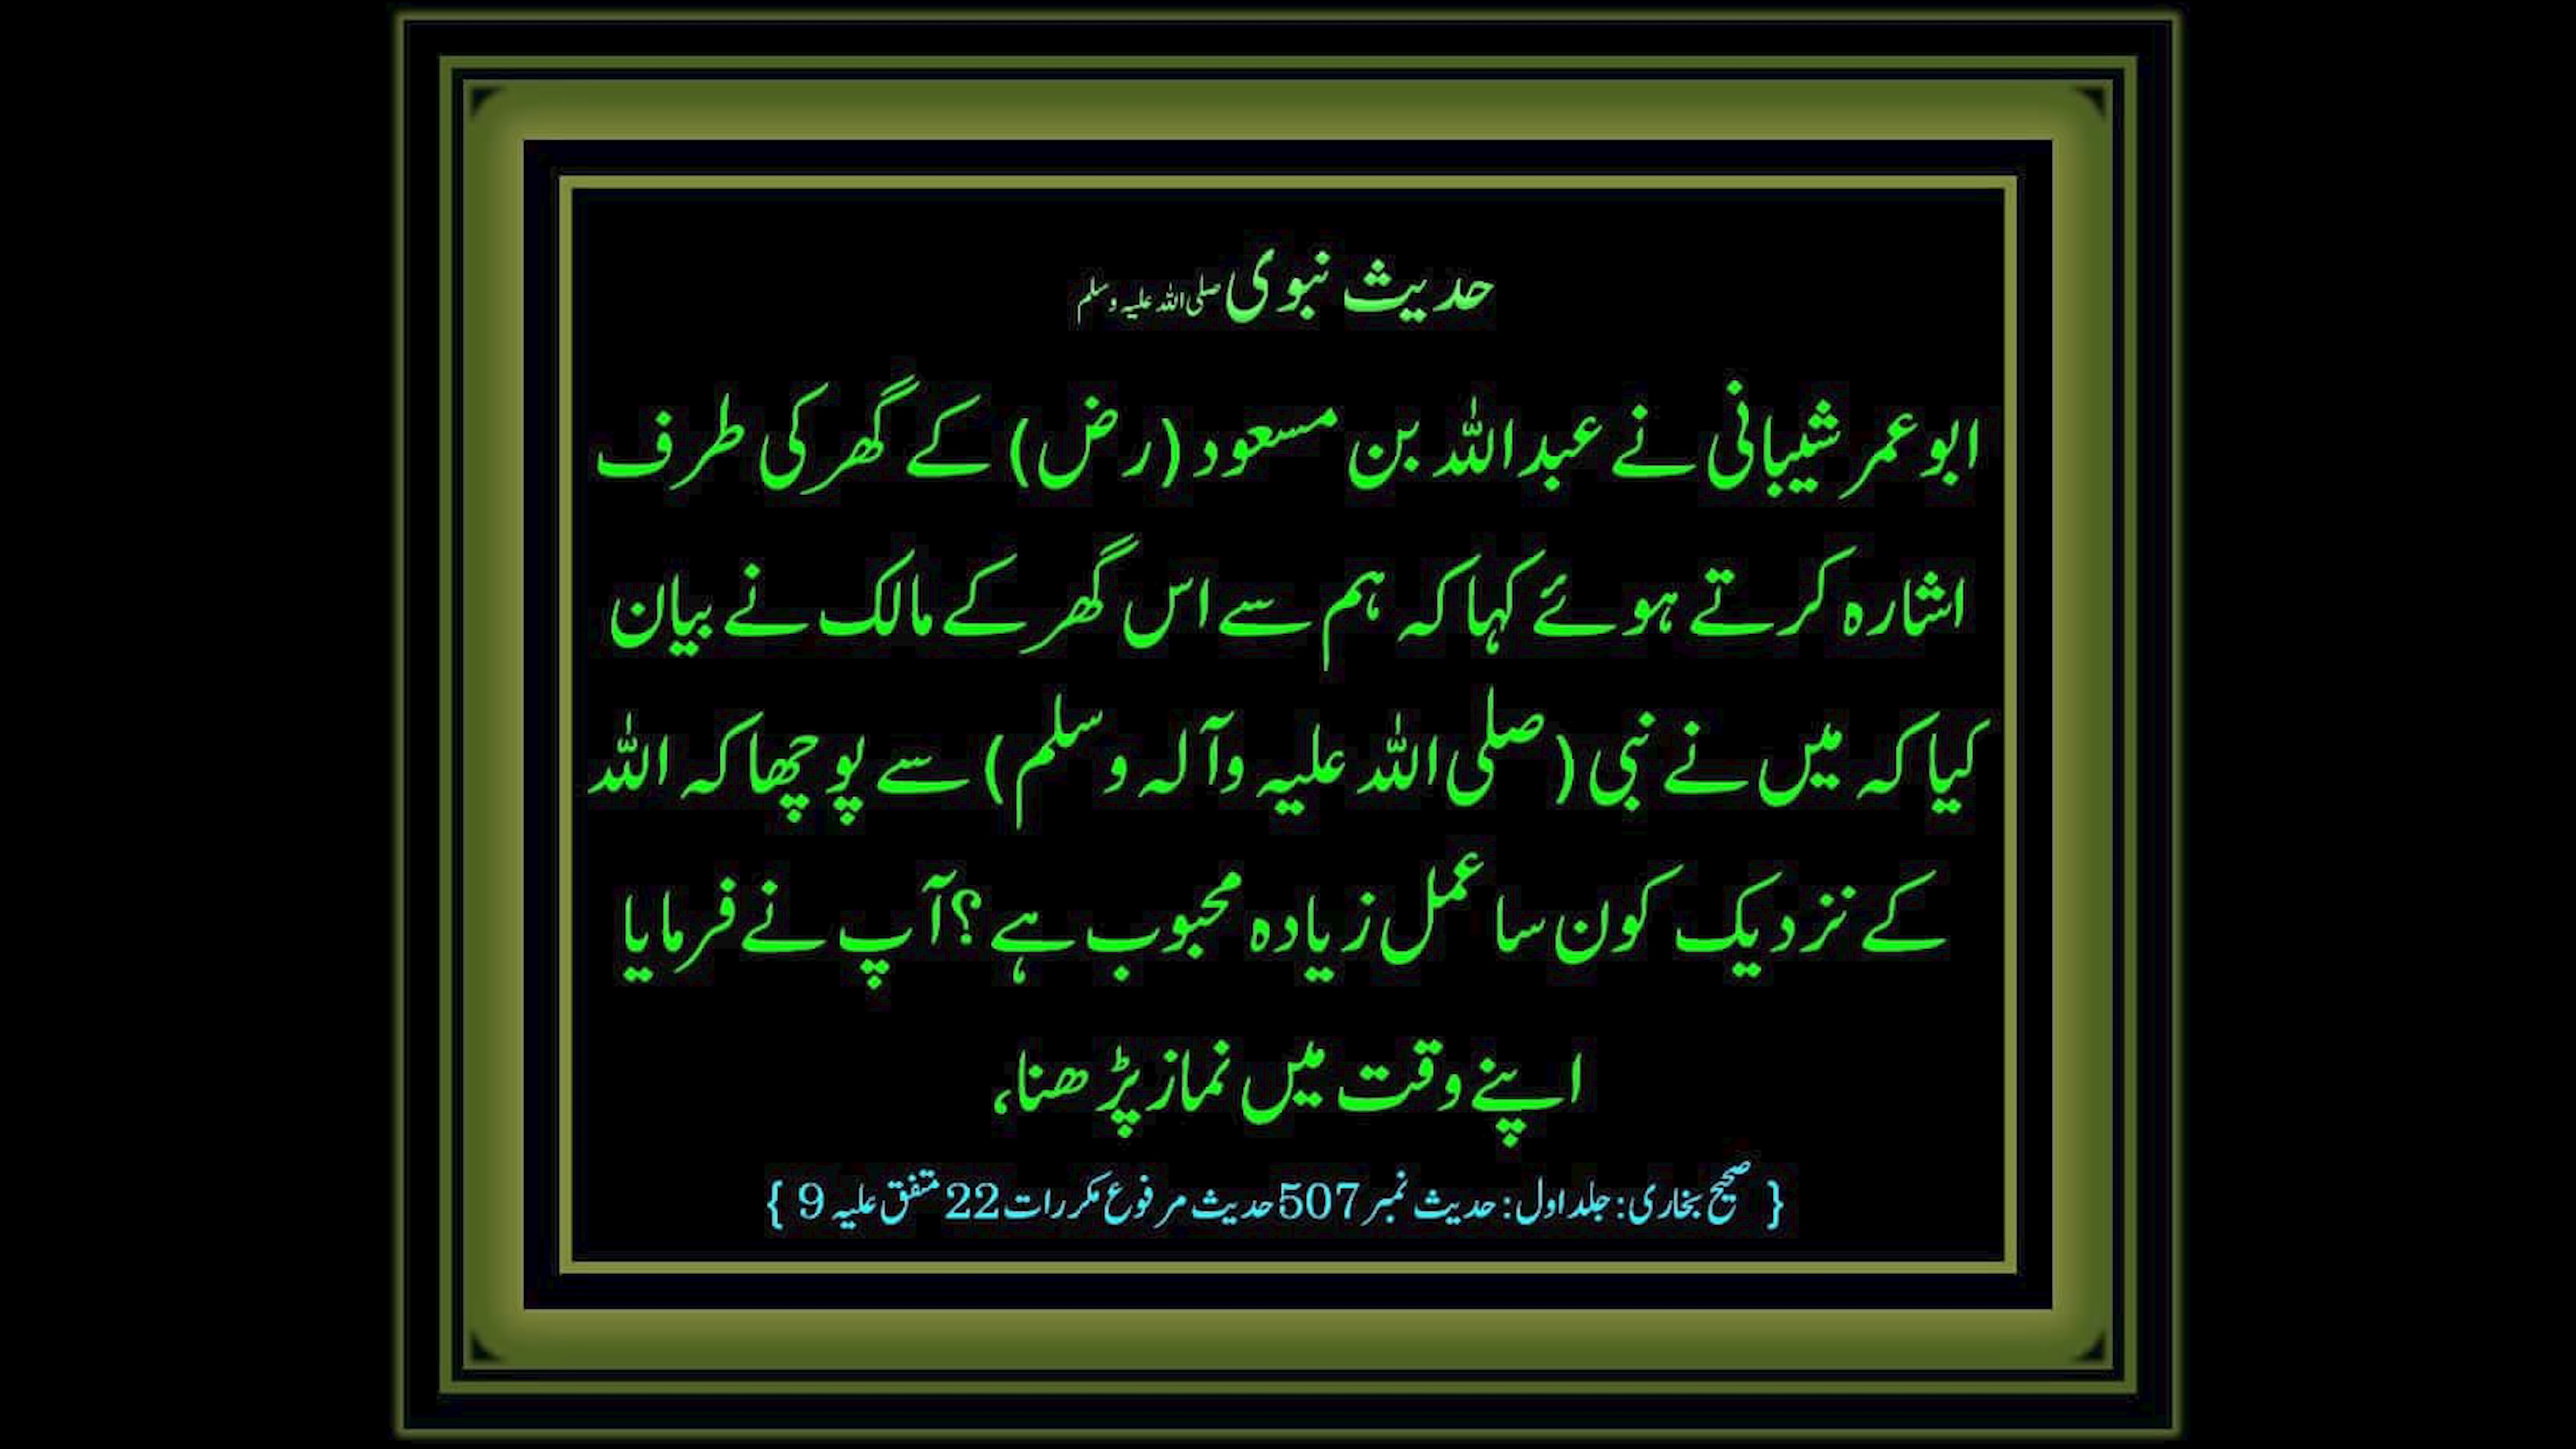 حدیث نبوی صلی اللہ علیہ وسلم
ابوعمر شیبانی نے عبداللہ بن مسعود (رض) کے گھر کی طرف
اشارہ کرتے ہوئے کہا کہ ہم سے اس گھر کے مالک نے بیان
کیا کہ میں نے نبی (صلی اللہ علیہ وآلہ وسلم) سے پوچھا کہ اللہ
کے نزدیک کون سا عمل زیادہ محبوب ہے؟ آپ نے فرمایا
اپنے وقت میں نماز پڑھنا،
{ صحیح بخاری: جلد اول: حدیث نمبر 507 حدیث مرفوع مکررات 22 متفق علیہ 9 }